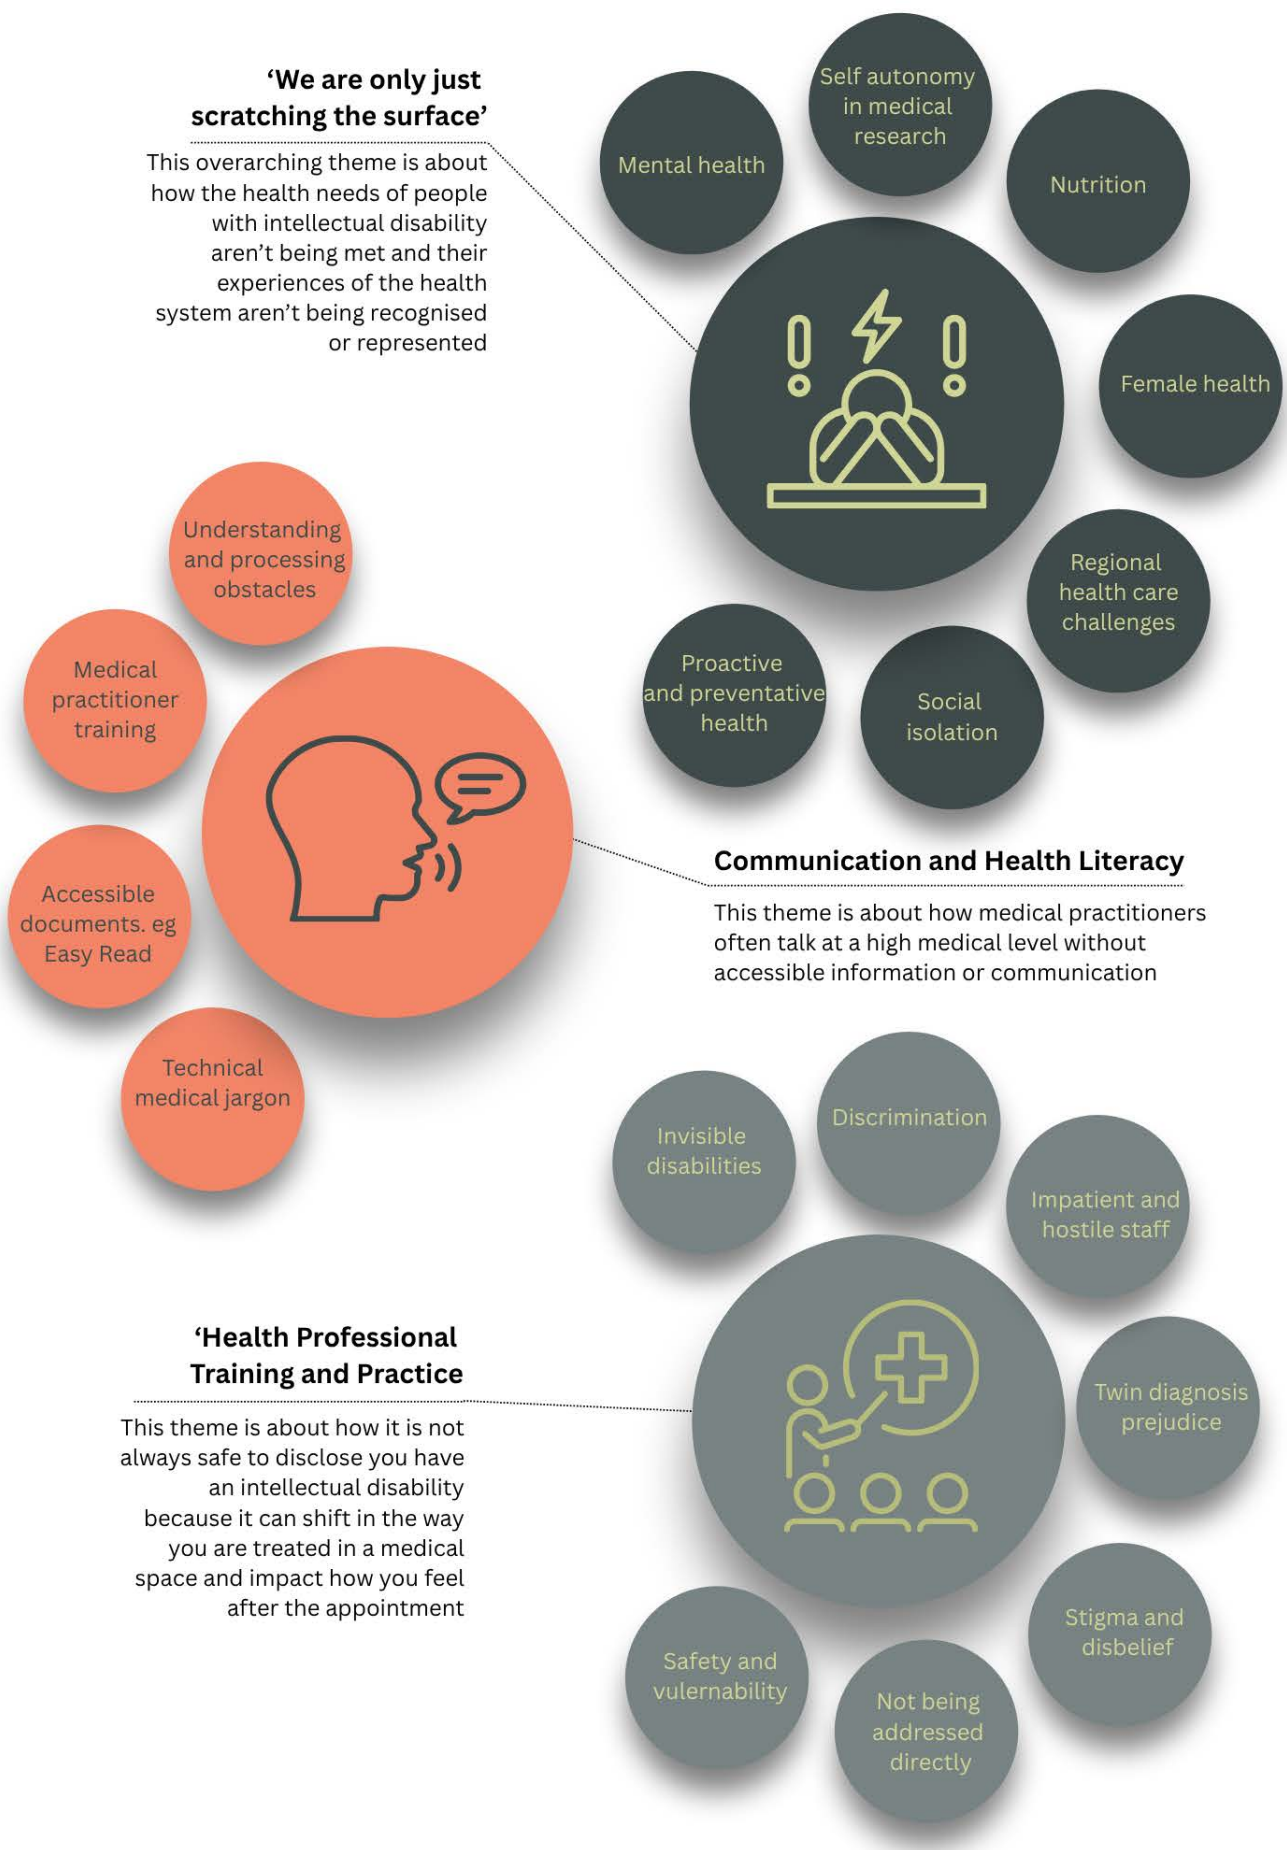 ‘We are only just
scratching the surface’
This overarching theme is about
how the health needs of people
with intellectual disability
aren’t being met and their
experiences of the health
system aren’t being recognised
or represented
Mental health
Self autonomy
in medical
research
Nutrition
Female health
Regional
health care
challenges
Social
isolation
Proactive
and preventative
health
Understanding
and processing
obstacles
Medical
practitioner
training
Accessible
documents. eg
Easy Read
Technical
medical jargon
Communication and Health Literacy
This theme is about how medical practitioners
often talk at a high medical level without
accessible information or communication
‘Health Professional
Training and Practice
This theme is about how it is not
always safe to disclose you have
an intellectual disability
because it can shift in the way
you are treated in a medical
space and impact how you feel
after the appointment
Invisible
disabilities
Discrimination
Impatient and
hostile staff
Twin diagnosis
prejudice
Stigma and
disbelief
Not being
addressed
directly
Safety and
vulernability